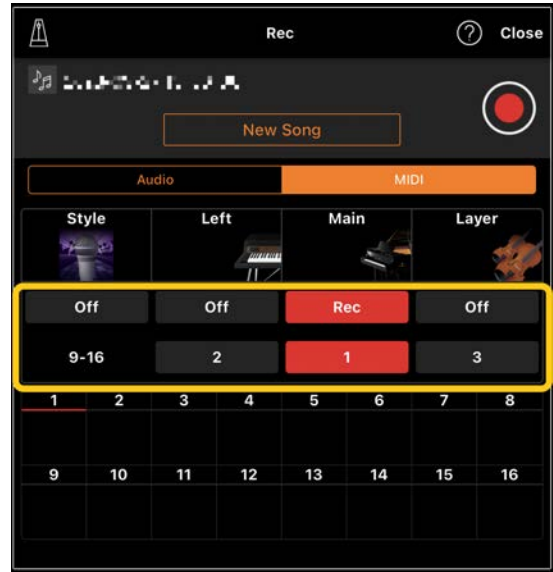 Rec ? Close
New Song
Audio MIDI
Style Left Main Layer
Off Off Rec Off
9-16 2 1 3
1 2 3 4 5 6 7 8
9 10 11 12 13 14 15 16